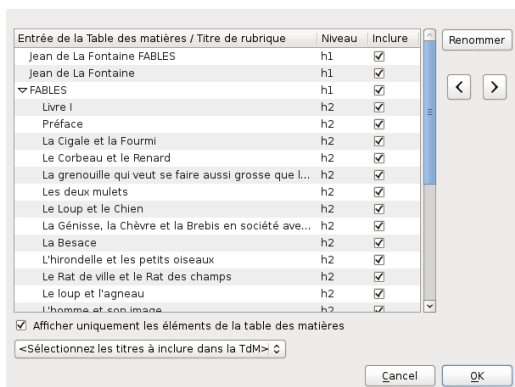 Entrée de la Table des matières / Titre de rubrique Niveau Inclure
Renommer
Jean de La Fontaine FABLES h1
Jean de La Fontaine h1
FABLES h1
Livre I h2
Préface h2
La Cigale et la Fourmi h2
Le Corbeau et le Renard h2
La grenouille qui veut se faire aussi grosse que l... h2
Les deux mulets h2
Le Loup et le Chien h2
La Génisse, la Chèvre et la Brebis en société ave... h2
La Besace h2
L'hirondelle et les petits oiseaux h2
Le Rat de ville et le Rat des champs h2
Le loup et l'agneau h2
L'homme et son image h2
Afficher uniquement les éléments de la table des matières
<Sélectionnez les titres à inclure dans la TdM>
Cancel OK